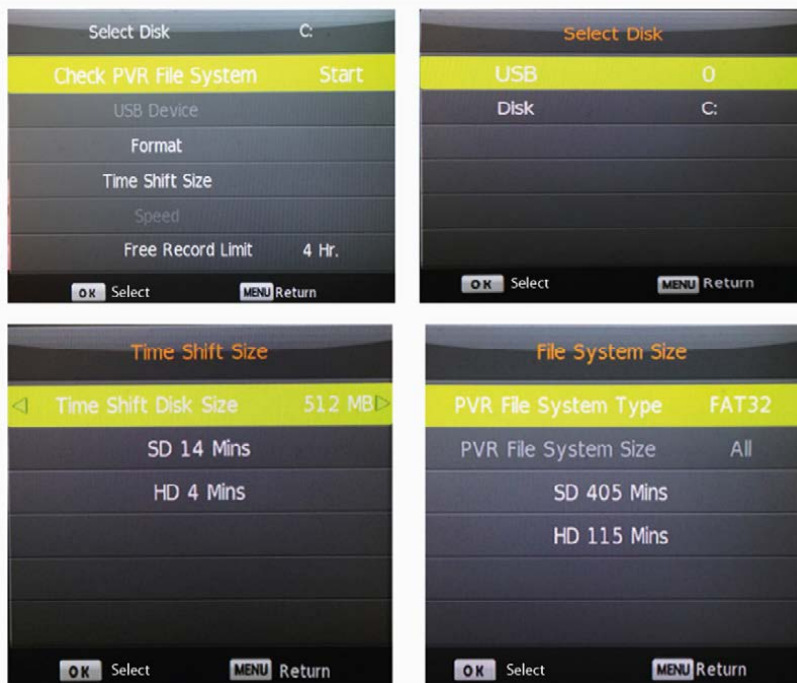 Select Disk C:
Check PVR File System Start
USB Device
Format
Time Shift Size
Speed
Free Record Limit 4 Hr.
OK Select MENU Return
Select Disk
USB 0
Disk C:
OK Select MENU Return
Time Shift Size
Time Shift Disk Size 512 MB
SD 14 Mins
HD 4 Mins
OK Select MENU Return
File System Size
PVR File System Type FAT32
PVR File System Size All
SD 405 Mins
HD 115 Mins
OK Select MENU Return